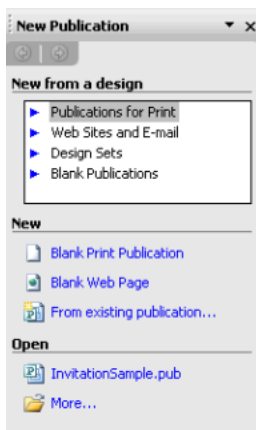 New Publication
New from a design
Publications for Print
Web Sites and E-mail
Design Sets
Blank Publications
New
Blank Print Publication
Blank Web Page
From existing publication...
Open
InvitationSample.pub
More...